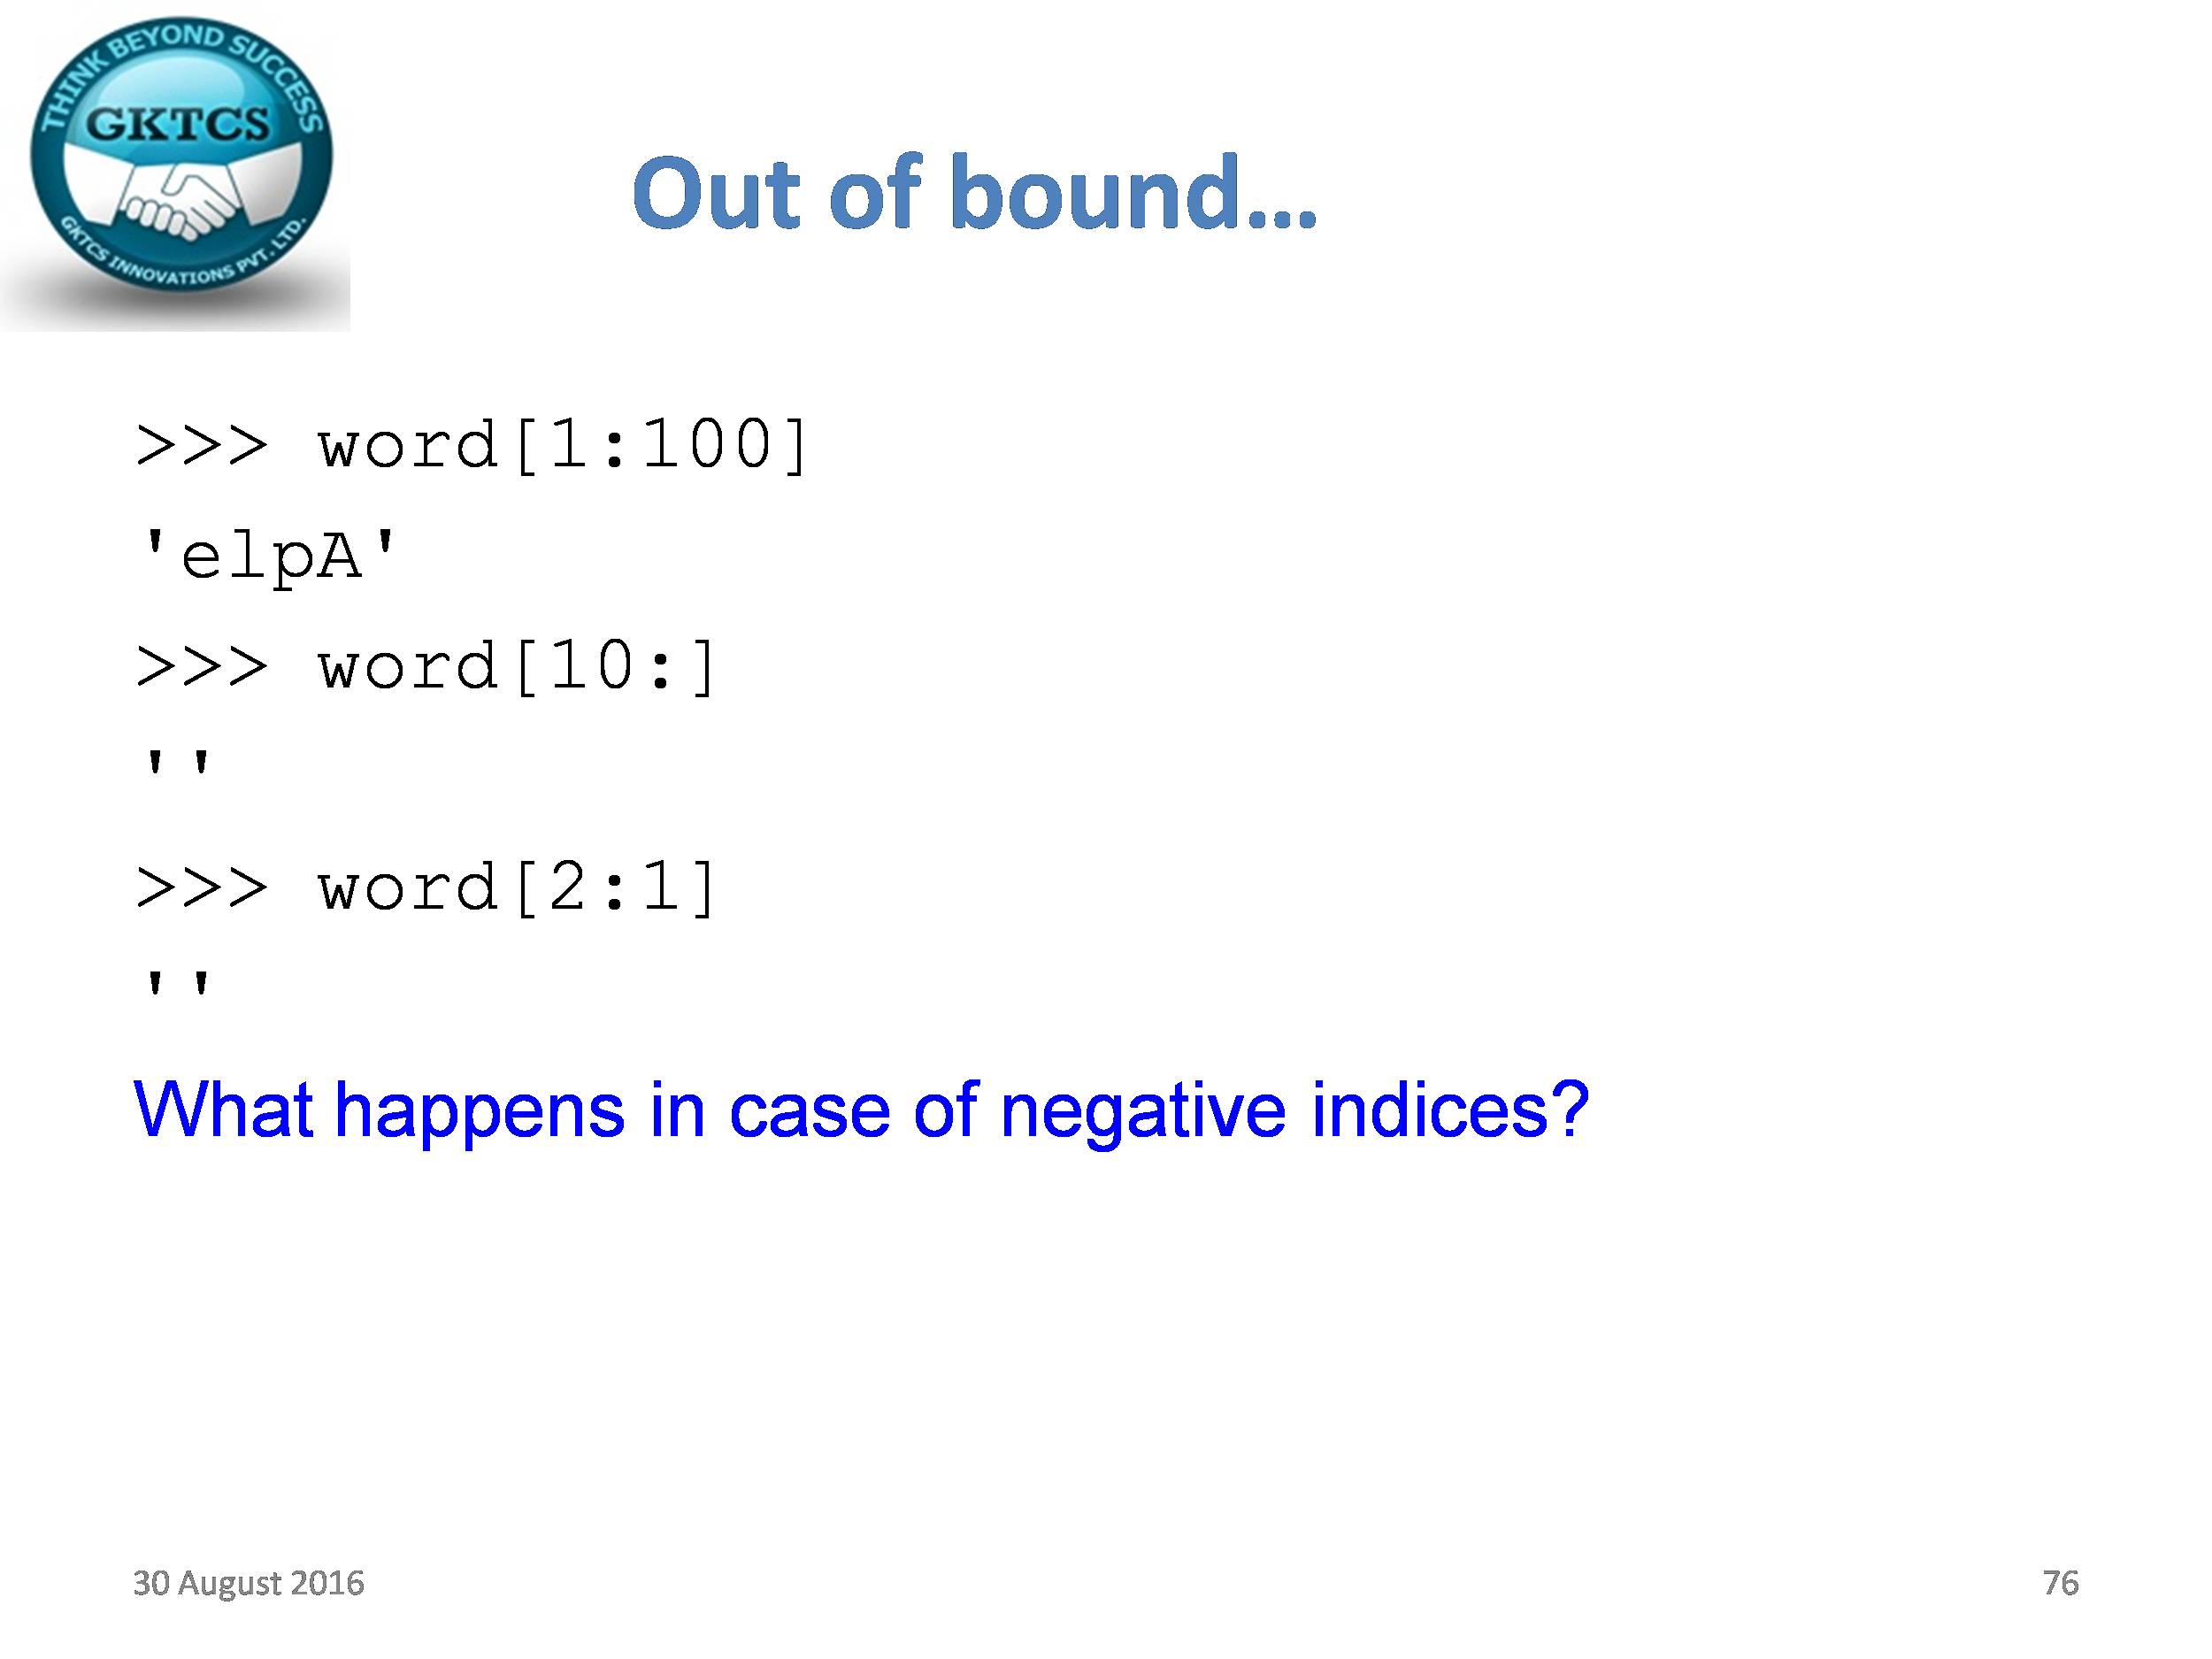 THINK BEYOND SUCCESS
GKTCS
GKTCS INNOVATIONS PVT. LTD.
Out of bound…
>>> word[1:100]
'elpA'
>>> word[10:]
''
>>> word[2:1]
''
What happens in case of negative indices?
30 August 2016
76